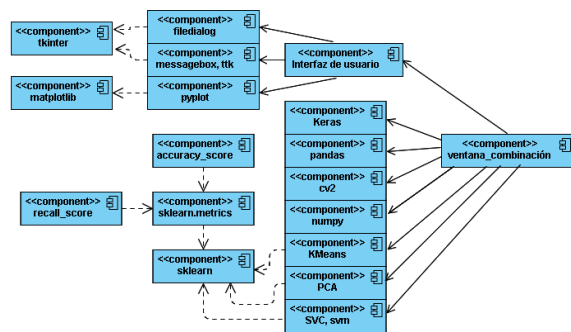 <<component>>
filedialog
<<component>>
tkinter
<<component>>
messagebox, ttk
<<component>>
Interfaz de usuario
<<component>>
matplotlib
<<component>>
pyplot
<<component>>
Keras
<<component>>
accuracy_score
<<component>>
pandas
<<component>>
ventana_combinación
<<component>>
cv2
<<component>>
recall_score
<<component>>
sklearn.metrics
<<component>>
numpy
<<component>>
sklearn
<<component>>
KMeans
<<component>>
PCA
<<component>>
SVC, svm